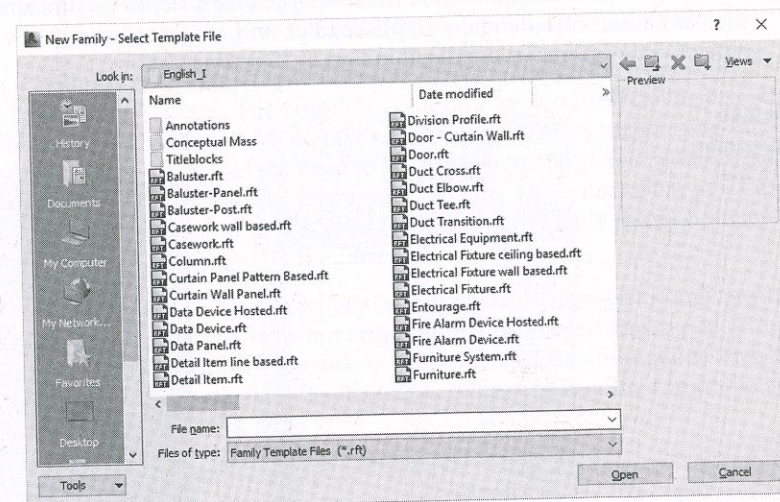 New Family - Select Template File
? ×
Look in: English_I
Views
Preview
History
Documents
My Computer
My Network...
Favorites
Desktop
Tools
Name
Date modified
»
Annotations
Conceptual Mass
Titleblocks
Baluster.rft
Baluster-Panel.rft
Baluster-Post.rft
Casework wall based.rft
Casework.rft
Column.rft
Curtain Panel Pattern Based.rft
Curtain Wall Panel.rft
Data Device Hosted.rft
Data Device.rft
Data Panel.rft
Detail Item line based.rft
Detail Item.rft
Division Profile.rft
Door - Curtain Wall.rft
Door.rft
Duct Cross.rft
Duct Elbow.rft
Duct Tee.rft
Duct Transition.rft
Electrical Equipment.rft
Electrical Fixture ceiling based.rft
Electrical Fixture wall based.rft
Electrical Fixture.rft
Entourage.rft
Fire Alarm Device Hosted.rft
Fire Alarm Device.rft
Furniture System.rft
Furniture.rft
File name:
Files of type: Family Template Files (*.rft)
Open
Cancel